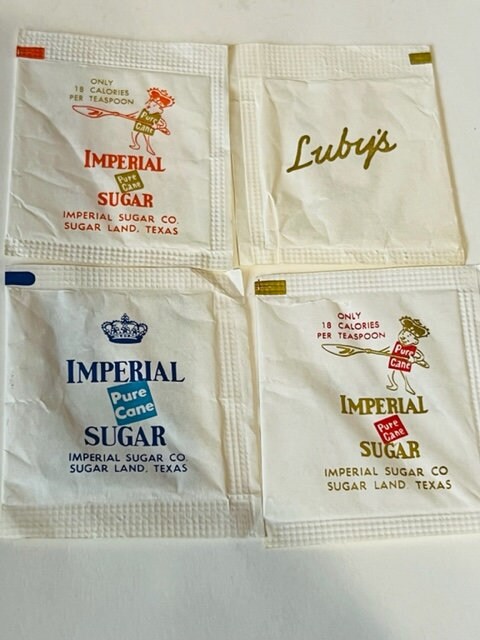 ONLY
18 CALORIES
PER TEASPOON
Pure
Cane
IMPERIAL
Pure
Cane
SUGAR
IMPERIAL SUGAR CO.
SUGAR LAND, TEXAS
Luby's
IMPERIAL
Pure
Cane
SUGAR
IMPERIAL SUGAR CO.
SUGAR LAND, TEXAS
ONLY
18 CALORIES
PER TEASPOON
Pure
Cane
IMPERIAL
Pure
Cane
SUGAR
IMPERIAL SUGAR CO
SUGAR LAND, TEXAS